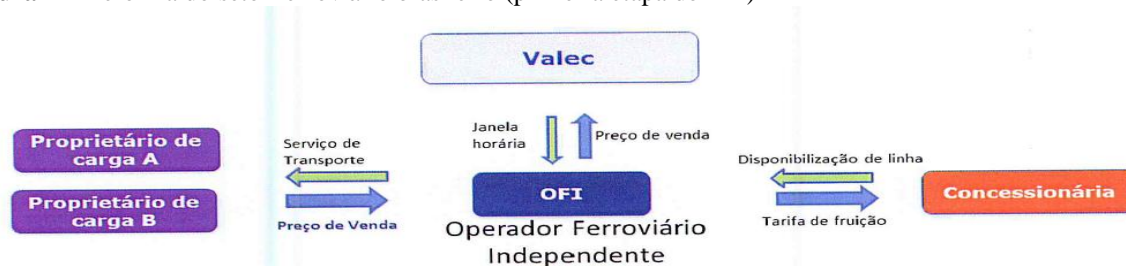 Valec
Proprietário de
carga A
Serviço de
Transporte
Janela
horária
Preço de venda
Disponibilização de linha
Proprietário de
carga B
Preço de Venda
OFI
Operador Ferroviário
Independente
Tarifa de fruição
Concessionária